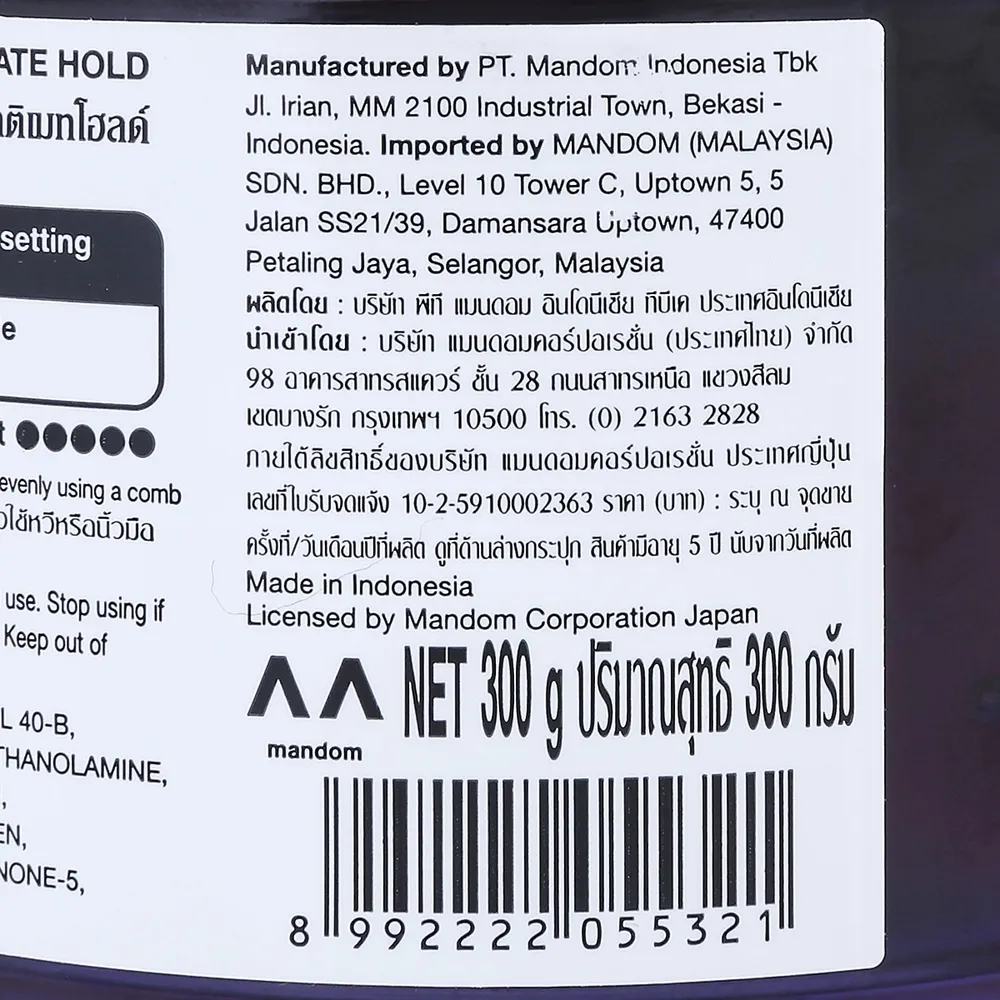 ATE HOLD
ติเมทโฮลด์
setting
e
t
evenly using a comb
ใช้หวีหรือนิ้วมือ
use. Stop using if
Keep out of
L 40-B,
THANOLAMINE,
,
EN,
NONE-5,
Manufactured by PT. Mandom Indonesia Tbk
Jl. Irian, MM 2100 Industrial Town, Bekasi -
Indonesia. Imported by MANDOM (MALAYSIA)
SDN. BHD., Level 10 Tower C, Uptown 5, 5
Jalan SS21/39, Damansara Uptown, 47400
Petaling Jaya, Selangor, Malaysia
ผลิตโดย : บริษัท พีที แมนดอม อินโดนีเซีย ทีบีเค ประเทศอินโดนีเซีย
นำเข้าโดย : บริษัท แมนดอมคอร์ปอเรชั่น (ประเทศไทย) จำกัด
98 อาคารสาทรสแควร์ ชั้น 28 ถนนสาทรเหนือ แขวงสีลม
เขตบางรัก กรุงเทพฯ 10500 โทร. (0) 2163 2828
ภายใต้ลิขสิทธิ์ของบริษัท แมนดอมคอร์ปอเรชั่น ประเทศญี่ปุ่น
เลขที่ใบรับจดแจ้ง 10-2-5910002363 ราคา (บาท) : ระบุ ณ จุดขาย
ครั้งที่/วันเดือนปีที่ผลิต ดูที่ด้านล่างกระปุก สินค้ามีอายุ 5 ปี นับจากวันที่ผลิต
Made in Indonesia
Licensed by Mandom Corporation Japan
mandom
NET 300 g ปริมาณสุทธิ 300 กรัม
8 992222 055321